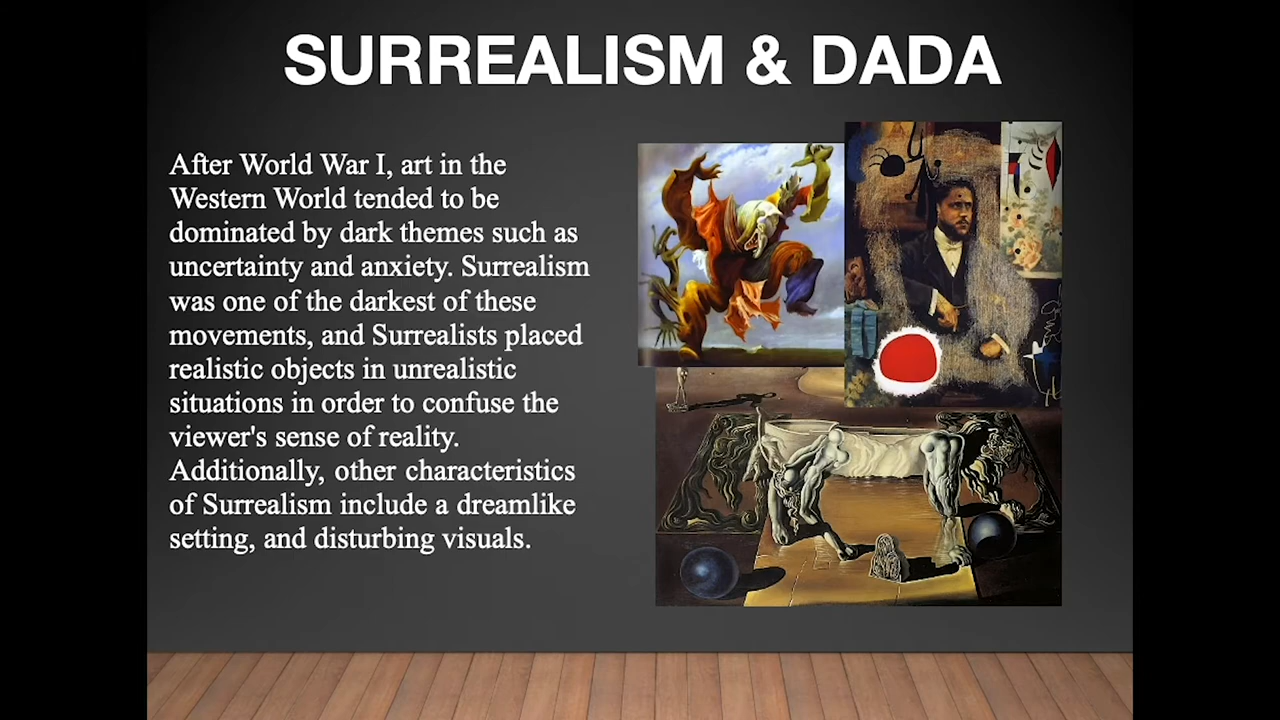 SURREALISM & DADA
After World War I, art in the
Western World tended to be
dominated by dark themes such as
uncertainty and anxiety. Surrealism
was one of the darkest of these
movements, and Surrealists placed
realistic objects in unrealistic
situations in order to confuse the
viewer's sense of reality.
Additionally, other characteristics
of Surrealism include a dreamlike
setting, and disturbing visuals.